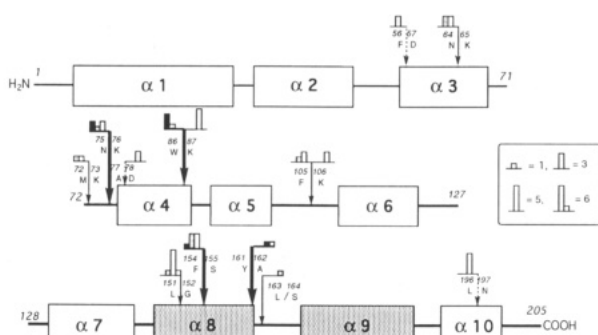 56 67 64 65
F D N K
H₂N 1 α 1 α 2 α 3 71
75 76 86 87
N K W K
72 73 77 78 105 106
M K A D F K
72 α 4 α 5 α 6 127
= 1, = 3
= 5, = 6
154 155 161 162
F S Y A
151 152 163 164 196 197
L G L / S L N
128 α 7 α 8 α 9 α 10 205
COOH